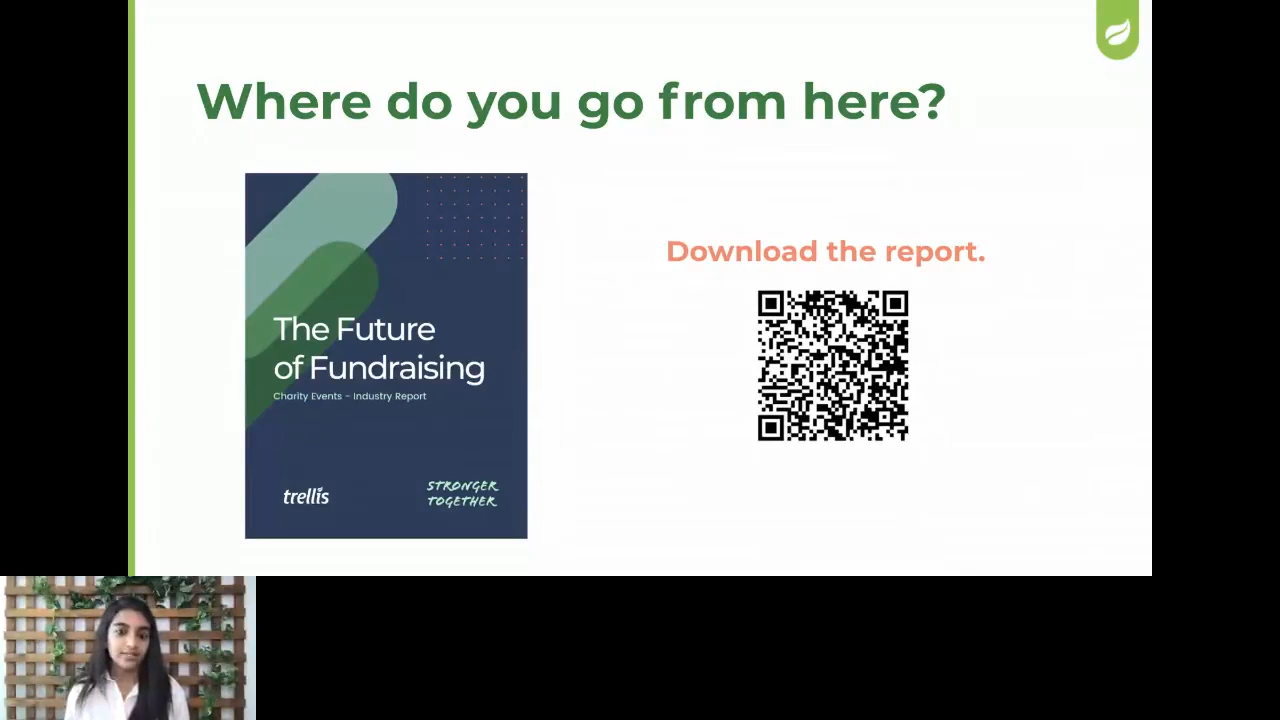 Where do you go from here?
The Future
of Fundraising
Charity Events - Industry Report
trellis
STRONGER
TOGETHER
Download the report.